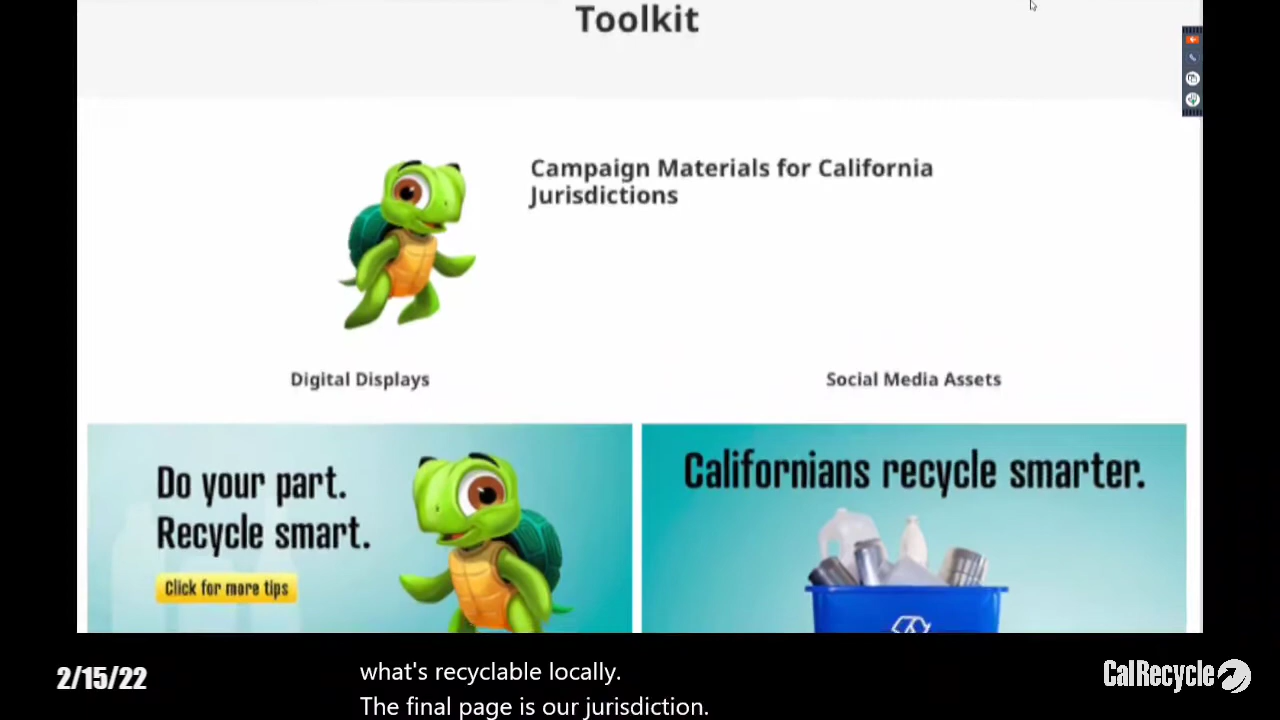 Toolkit
Campaign Materials for California
Jurisdictions
Digital Displays
Social Media Assets
Do your part.
Recycle smart.
Click for more tips
Californians recycle smarter.
what's recyclable locally.
The final page is our jurisdiction.
2/15/22
CalRecycle